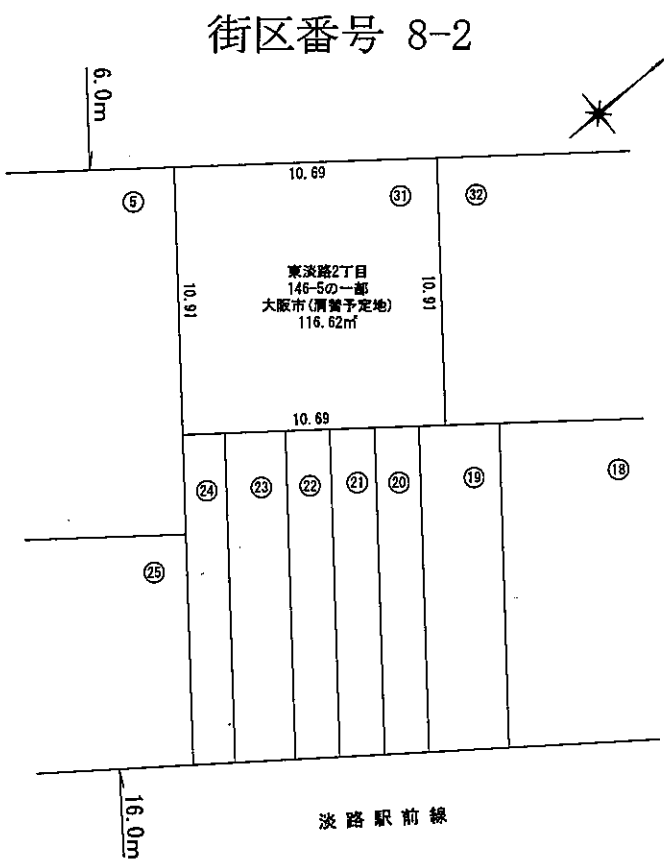 街区番号 8-2
6.0m
10.69
⑤
㉛
㉜
東淡路2丁目
146-5の一部
大阪市(清替予定地)
116.62㎡
10.91
10.91
10.69
㉔
㉓
㉒
㉑
⑳
⑲
⑱
㉕
16.0m
淡路駅前線